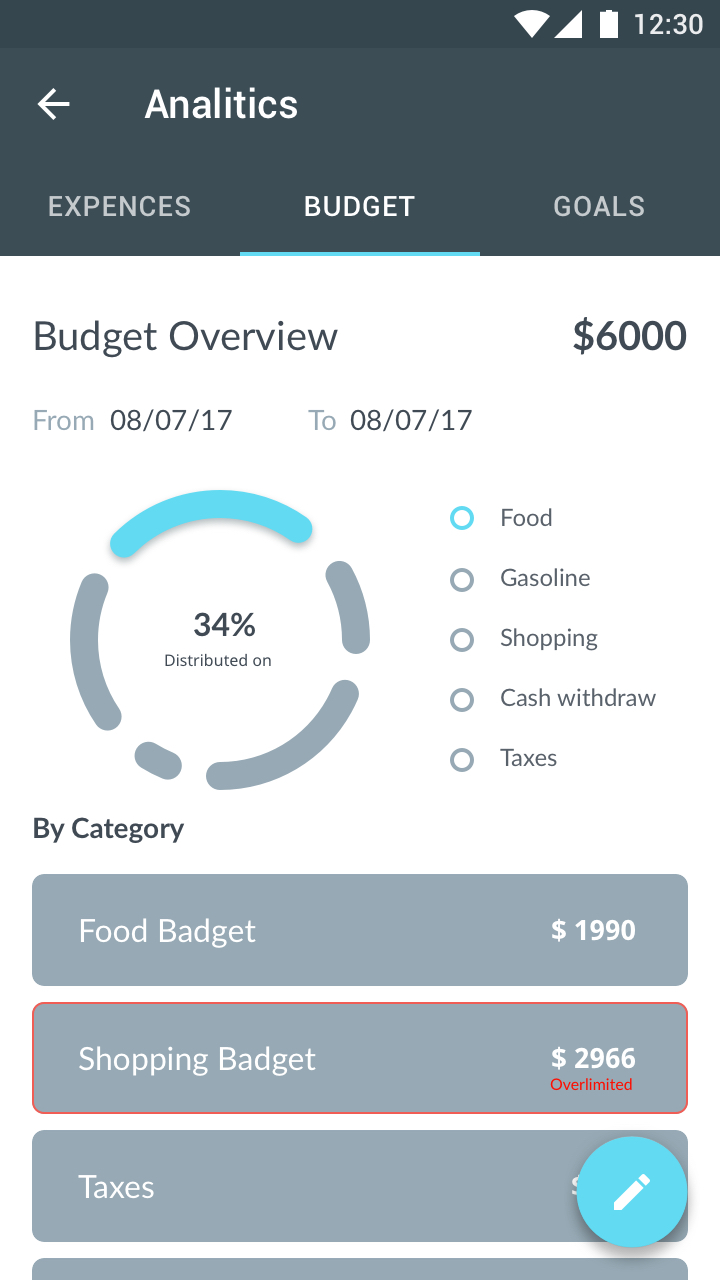 12:30
Analitics
EXPENCES BUDGET GOALS
Budget Overview $6000
From 08/07/17 To 08/07/17
34%
Distributed on
Food
Gasoline
Shopping
Cash withdraw
Taxes
By Category
Food Badget $ 1990
Shopping Badget $ 2966
Overlimited
Taxes